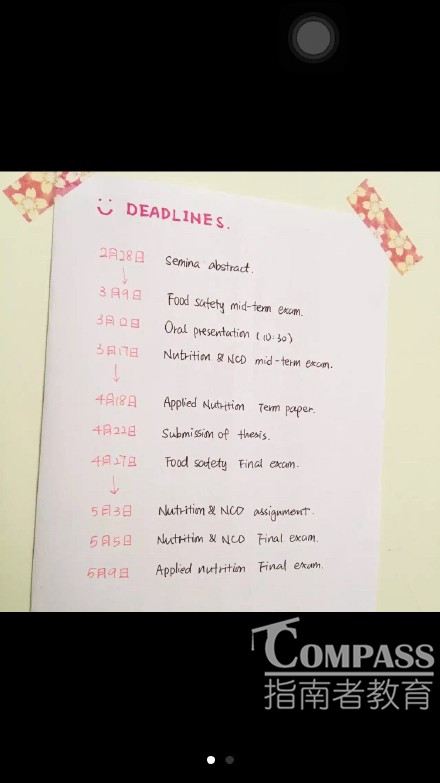 DEADLINES.
2月28日 Semina abstract.
3月9日 Food safety mid-term exam.
3月12日 Oral presentation (10:30)
3月17日 Nutrition & NCD mid-term exam.
4月18日 Applied Nutrition Term paper.
4月22日 Submission of thesis.
4月27日 Food safety Final exam.
5月3日 Nutrition & NCD assignment.
5月5日 Nutrition & NCD Final exam.
5月9日 Applied nutrition Final exam.
COMPASS
指南者教育